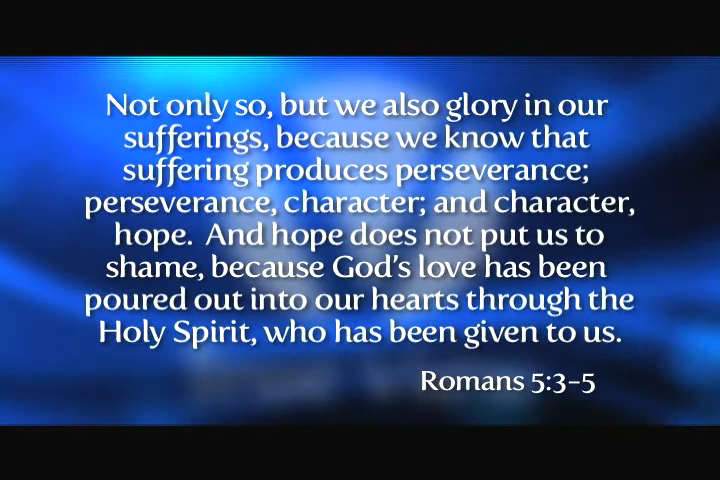 Not only so, but we also glory in our
sufferings, because we know that
suffering produces perseverance;
perseverance, character; and character,
hope.  And hope does not put us to
shame, because God's love has been
poured out into our hearts through the
Holy Spirit, who has been given to us.
Romans 5:3-5